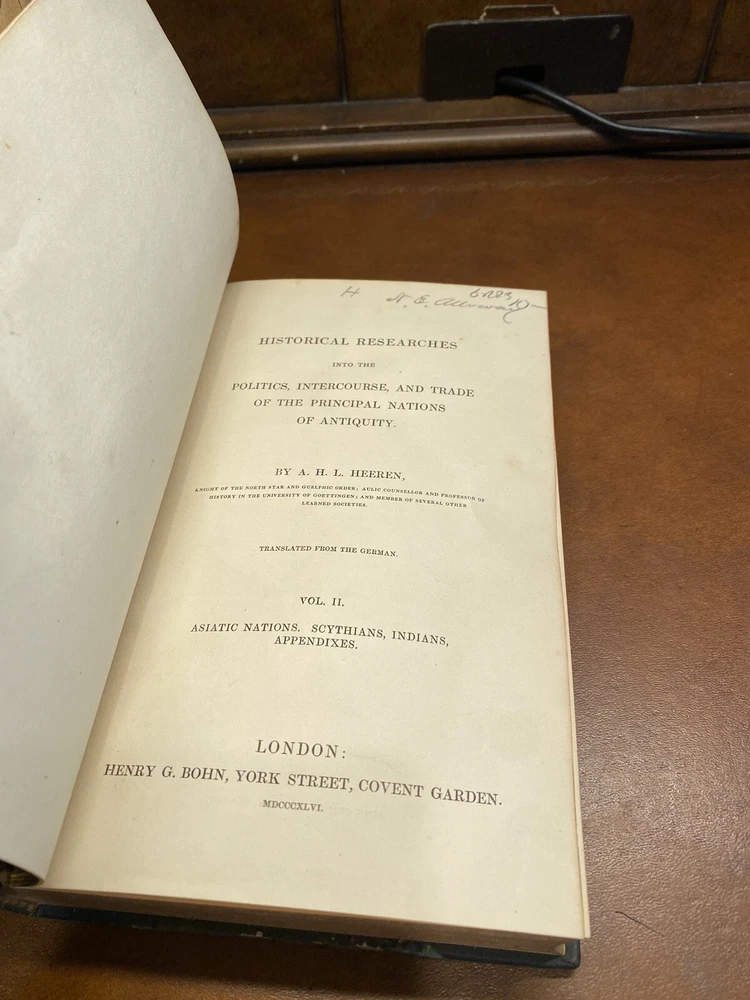 H
N. E.
HISTORICAL RESEARCHES
INTO THE
POLITICS, INTERCOURSE, AND TRADE
OF THE PRINCIPAL NATIONS
OF ANTIQUITY.
BY A. H. L. HEEREN,
KNIGHT OF THE NORTH STAR AND GUELPHIC ORDER; AULIC COUNSELLOR AND PROFESSOR OF
HISTORY IN THE UNIVERSITY OF GOETTINGEN; AND MEMBER OF SEVERAL OTHER
LEARNED SOCIETIES.
TRANSLATED FROM THE GERMAN.
VOL. II.
ASIATIC NATIONS. SCYTHIANS, INDIANS,
APPENDIXES.
LONDON:
HENRY G. BOHN, YORK STREET, COVENT GARDEN.
MDCCCXLVI.